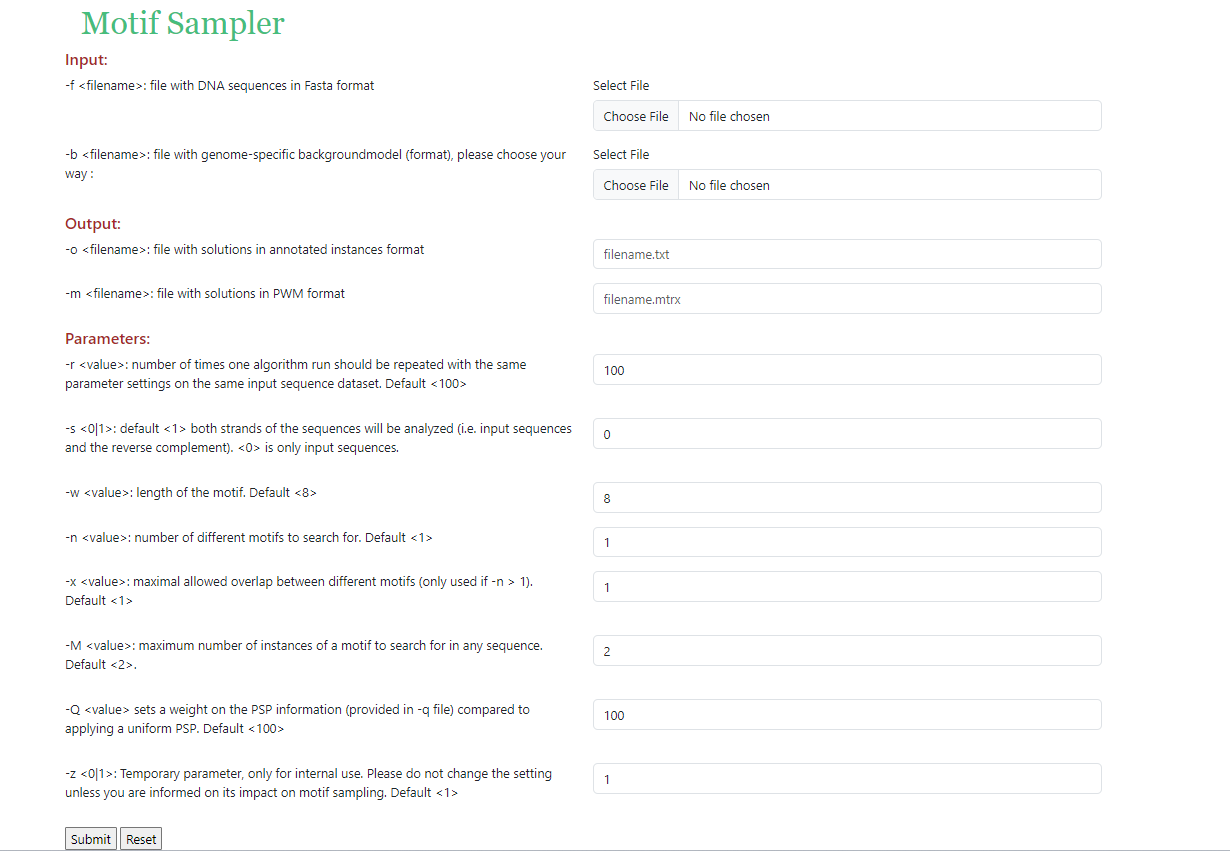 Motif Sampler
Input:
-f <filename>: file with DNA sequences in Fasta format
Select File
Choose File No file chosen
-b <filename>: file with genome-specific backgroundmodel (format), please choose your
way :
Select File
Choose File No file chosen
Output:
-o <filename>: file with solutions in annotated instances format
filename.txt
-m <filename>: file with solutions in PWM format
filename.mtrx
Parameters:
-r <value>: number of times one algorithm run should be repeated with the same
parameter settings on the same input sequence dataset. Default <100>
100
-s <0|1>: default <1> both strands of the sequences will be analyzed (i.e. input sequences
and the reverse complement). <0> is only input sequences.
0
-w <value>: length of the motif. Default <8>
8
-n <value>: number of different motifs to search for. Default <1>
1
-x <value>: maximal allowed overlap between different motifs (only used if -n > 1).
Default <1>
1
-M <value>: maximum number of instances of a motif to search for in any sequence.
Default <2>.
2
-Q <value> sets a weight on the PSP information (provided in -q file) compared to
applying a uniform PSP. Default <100>
100
-z <0|1>: Temporary parameter, only for internal use. Please do not change the setting
unless you are informed on its impact on motif sampling. Default <1>
1
Submit Reset